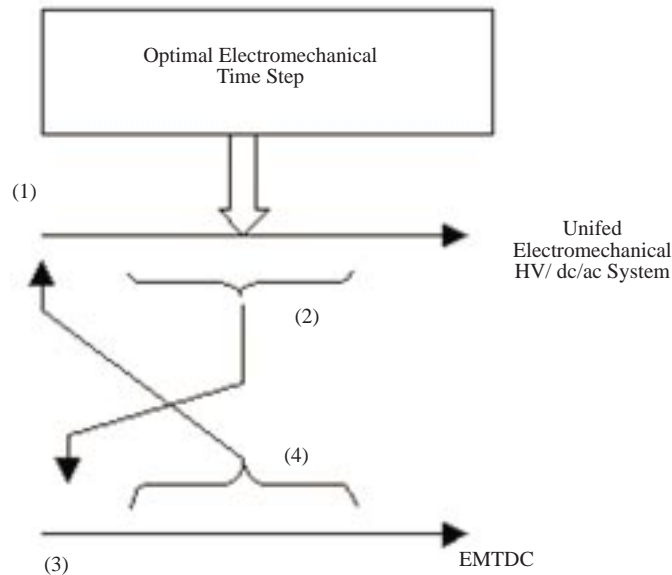 Optimal Electromechanical
Time Step
(1)
Unifed
Electromechanical
HV/ dc/ac System
(2)
(4)
EMTDC
(3)